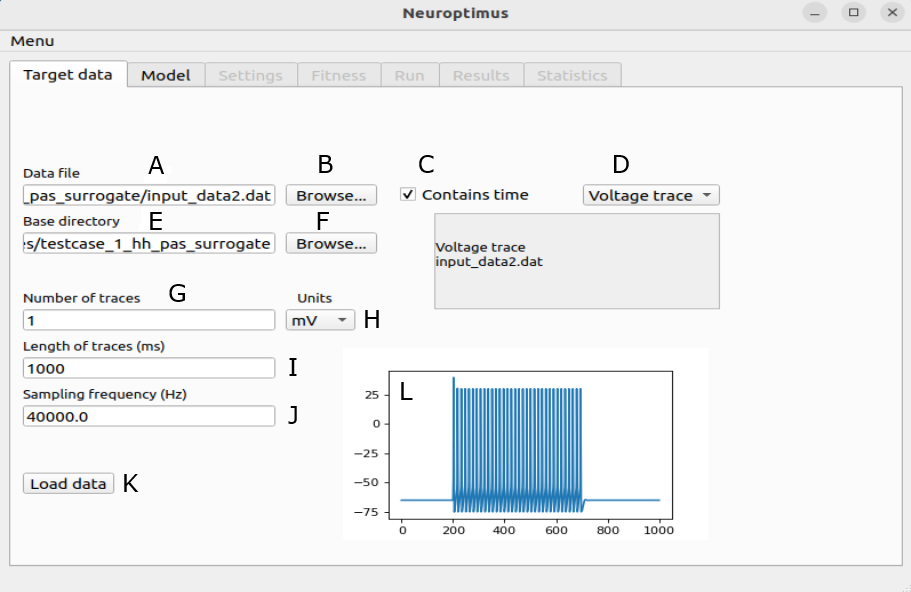 Neuroptimus
Menu
Target data Model Settings Fitness Run Results Statistics
A B C D
Data file
_pas_surrogate/input_data2.dat Browse... Contains time Voltage trace
Base directory E F
s/testcase_1_hh_pas_surrogate Browse...
Voltage trace
input_data2.dat
Number of traces G Units
1 mV H
Length of traces (ms)
1000 I
Sampling frequency (Hz)
40000.0 J
Load data K
L
25
0
−25
−50
−75
0 200 400 600 800 1000